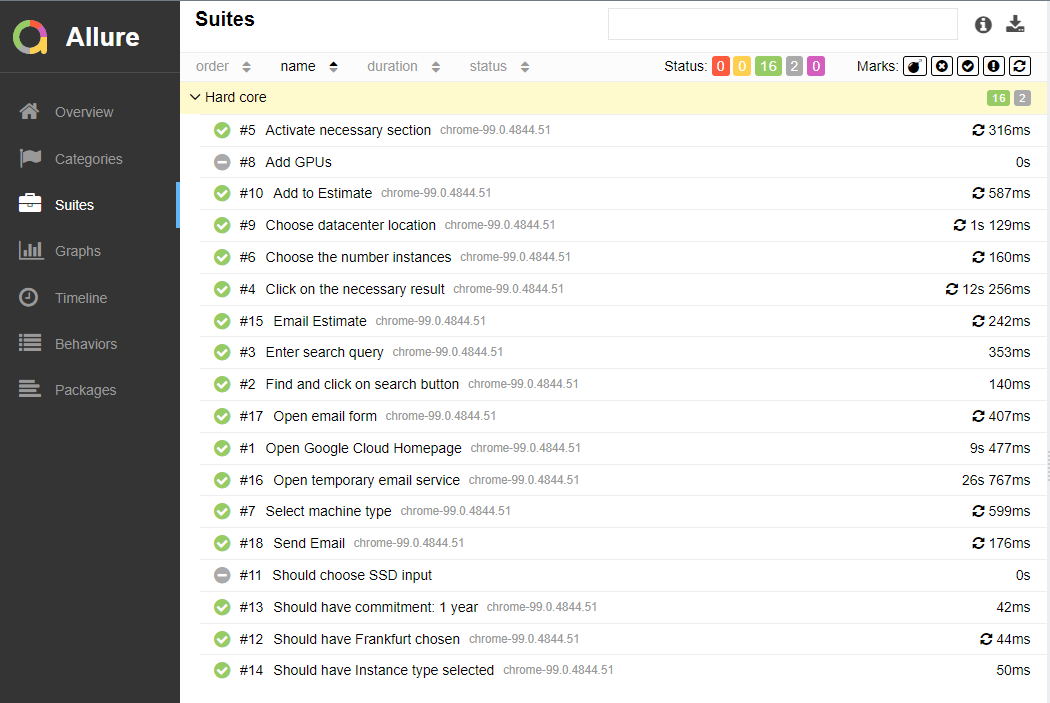 Allure
Overview
Categories
Suites
Graphs
Timeline
Behaviors
Packages
Suites
order name duration status Status: 0 0 16 2 0 Marks:
Hard core 16 2
#5 Activate necessary section chrome-99.0.4844.51 316ms
#8 Add GPUs 0s
#10 Add to Estimate chrome-99.0.4844.51 587ms
#9 Choose datacenter location chrome-99.0.4844.51 1s 129ms
#6 Choose the number instances chrome-99.0.4844.51 160ms
#4 Click on the necessary result chrome-99.0.4844.51 12s 256ms
#15 Email Estimate chrome-99.0.4844.51 242ms
#3 Enter search query chrome-99.0.4844.51 353ms
#2 Find and click on search button chrome-99.0.4844.51 140ms
#17 Open email form chrome-99.0.4844.51 407ms
#1 Open Google Cloud Homepage chrome-99.0.4844.51 9s 477ms
#16 Open temporary email service chrome-99.0.4844.51 26s 767ms
#7 Select machine type chrome-99.0.4844.51 599ms
#18 Send Email chrome-99.0.4844.51 176ms
#11 Should choose SSD input 0s
#13 Should have commitment: 1 year chrome-99.0.4844.51 42ms
#12 Should have Frankfurt chosen chrome-99.0.4844.51 44ms
#14 Should have Instance type selected chrome-99.0.4844.51 50ms